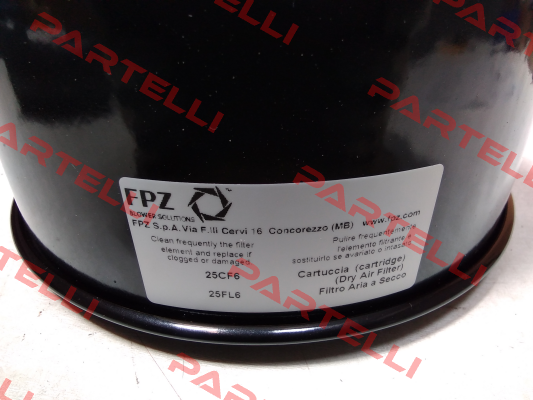 PARTELLI
PARTELLI
PARTELLI
PARTELLI
PARTELLI
FPZ
TM
BLOWER SOLUTIONS
FPZ S.p.A. Via F.lli Cervi 16 Concorezzo (MB) www.fpz.com
Clean frequently the filter
element and replace if
clogged or damaged
25CF6
25FL6
Pulire frequentemente
l'elemento filtrante e
sostituirlo se avariato o intasato
Cartuccia (cartridge)
(Dry Air Filter)
Filtro Aria a Secco